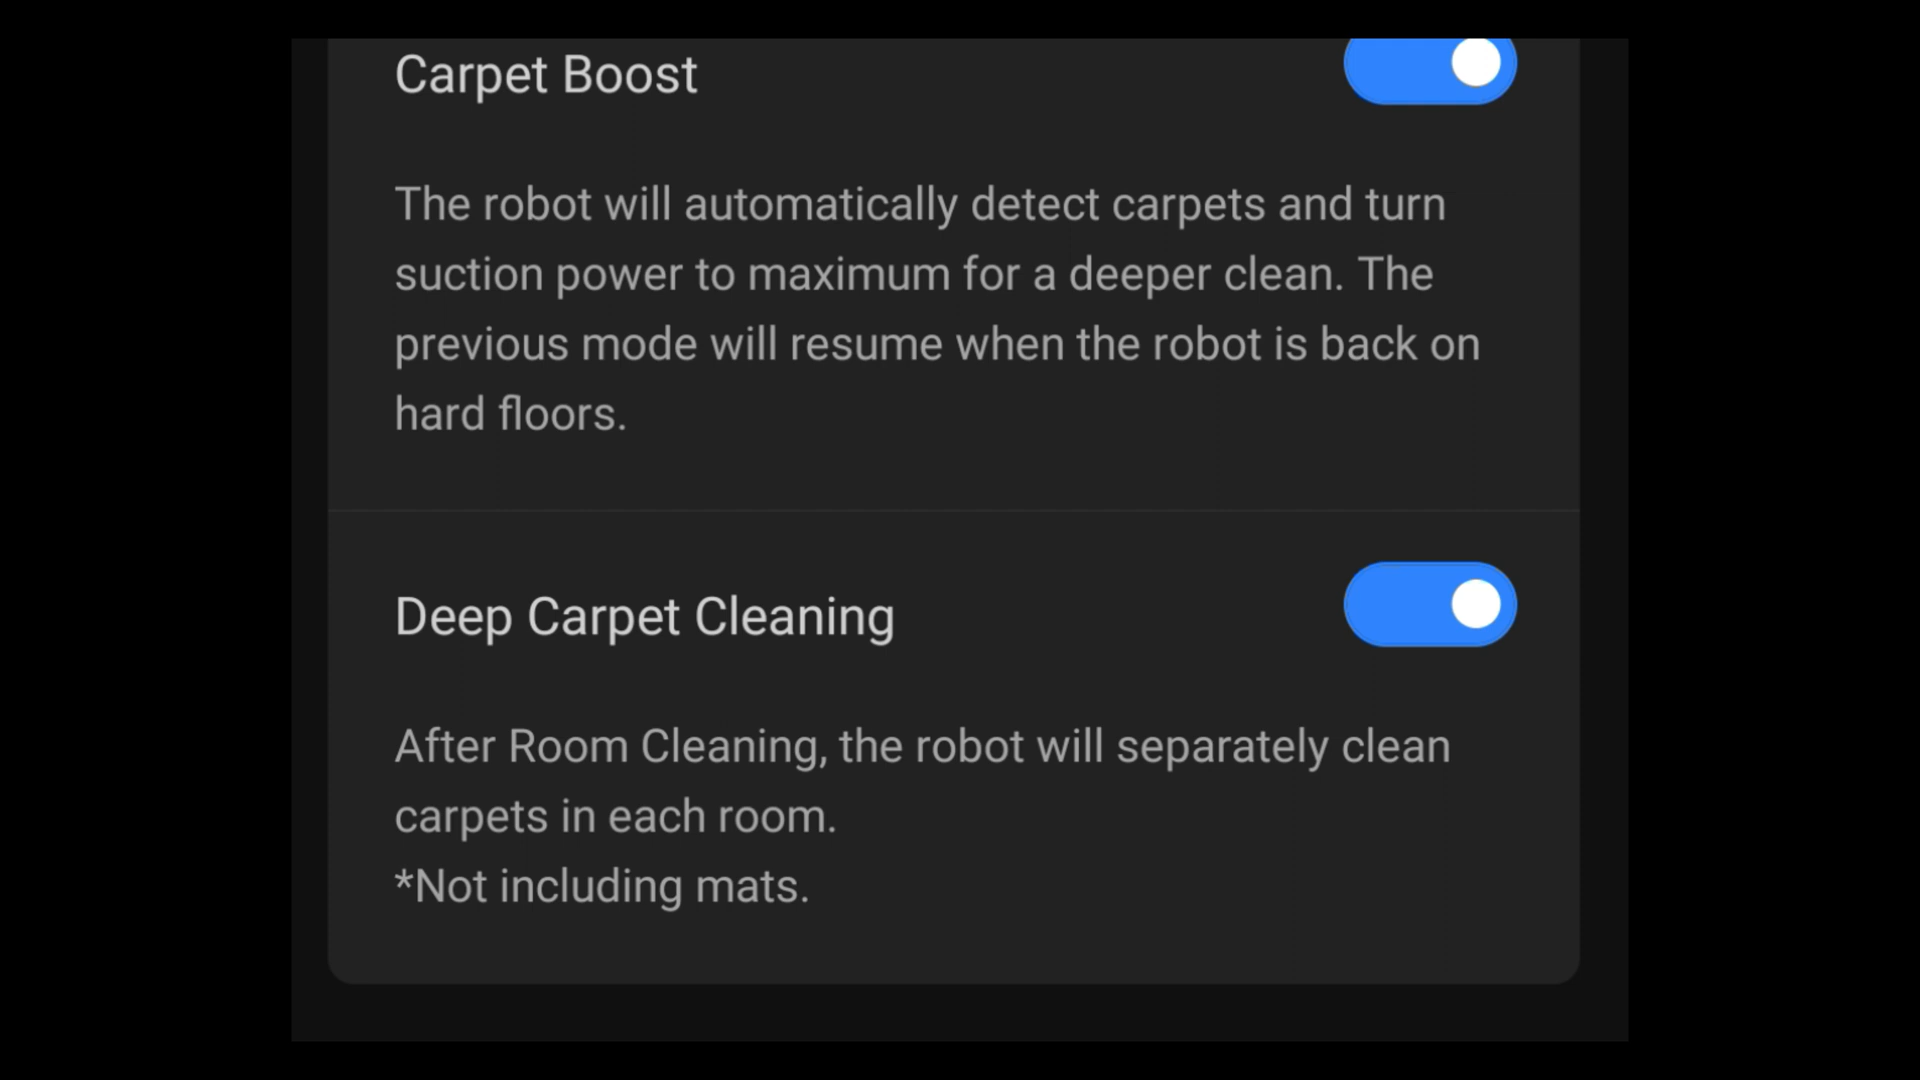 Carpet Boost
The robot will automatically detect carpets and turn
suction power to maximum for a deeper clean. The
previous mode will resume when the robot is back on
hard floors.
Deep Carpet Cleaning
After Room Cleaning, the robot will separately clean
carpets in each room.
*Not including mats.